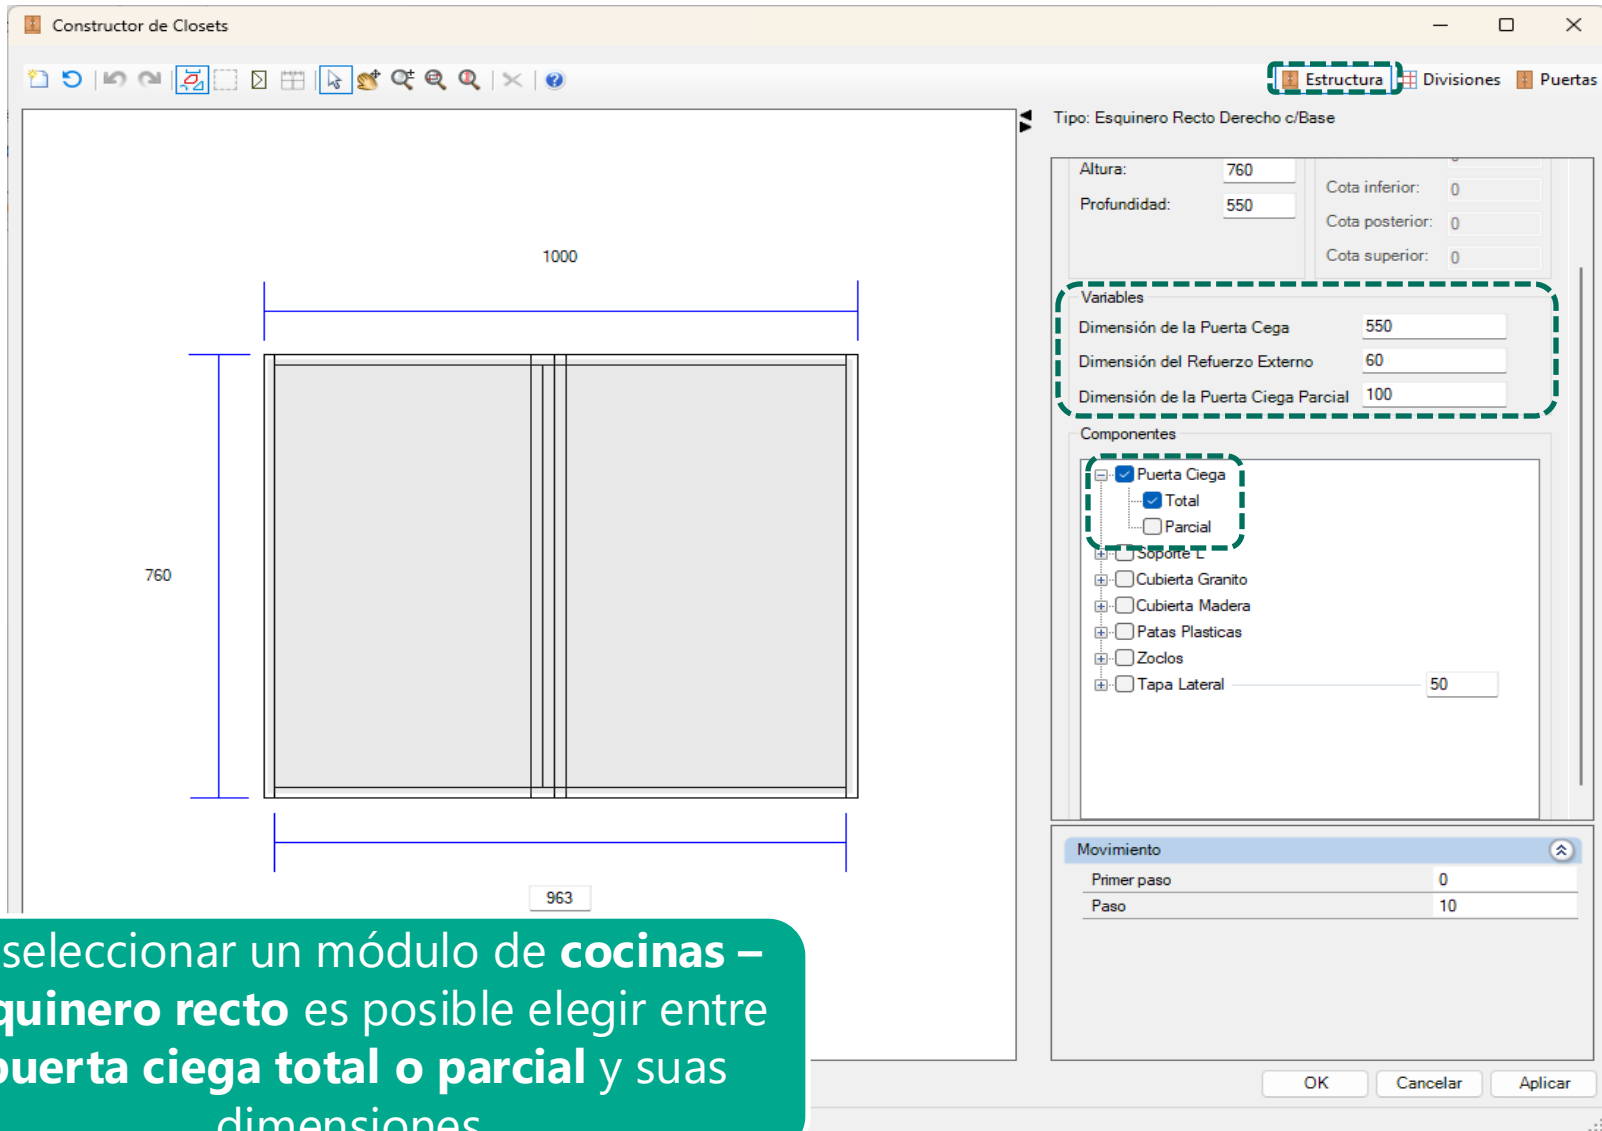 Constructor de Closets
Estructura
Divisiones
Puertas
Tipo: Esquinero Recto Derecho c/Base
Altura: 760
Profundidad: 550
Cota inferior: 0
Cota posterior: 0
Cota superior: 0
Variables
Dimensión de la Puerta Cega 550
Dimensión del Refuerzo Externo 60
Dimensión de la Puerta Ciega Parcial 100
Componentes
Puerta Ciega
Total
Parcial
Soporte L
Cubierta Granito
Cubierta Madera
Patas Plasticas
Zoclos
Tapa Lateral 50
Movimiento
Primer paso 0
Paso 10
OK
Cancelar
Aplicar
1000
760
963
seleccionar un módulo de cocinas –
quinero recto es posible elegir entre
puerta ciega total o parcial y suas
dimensiones